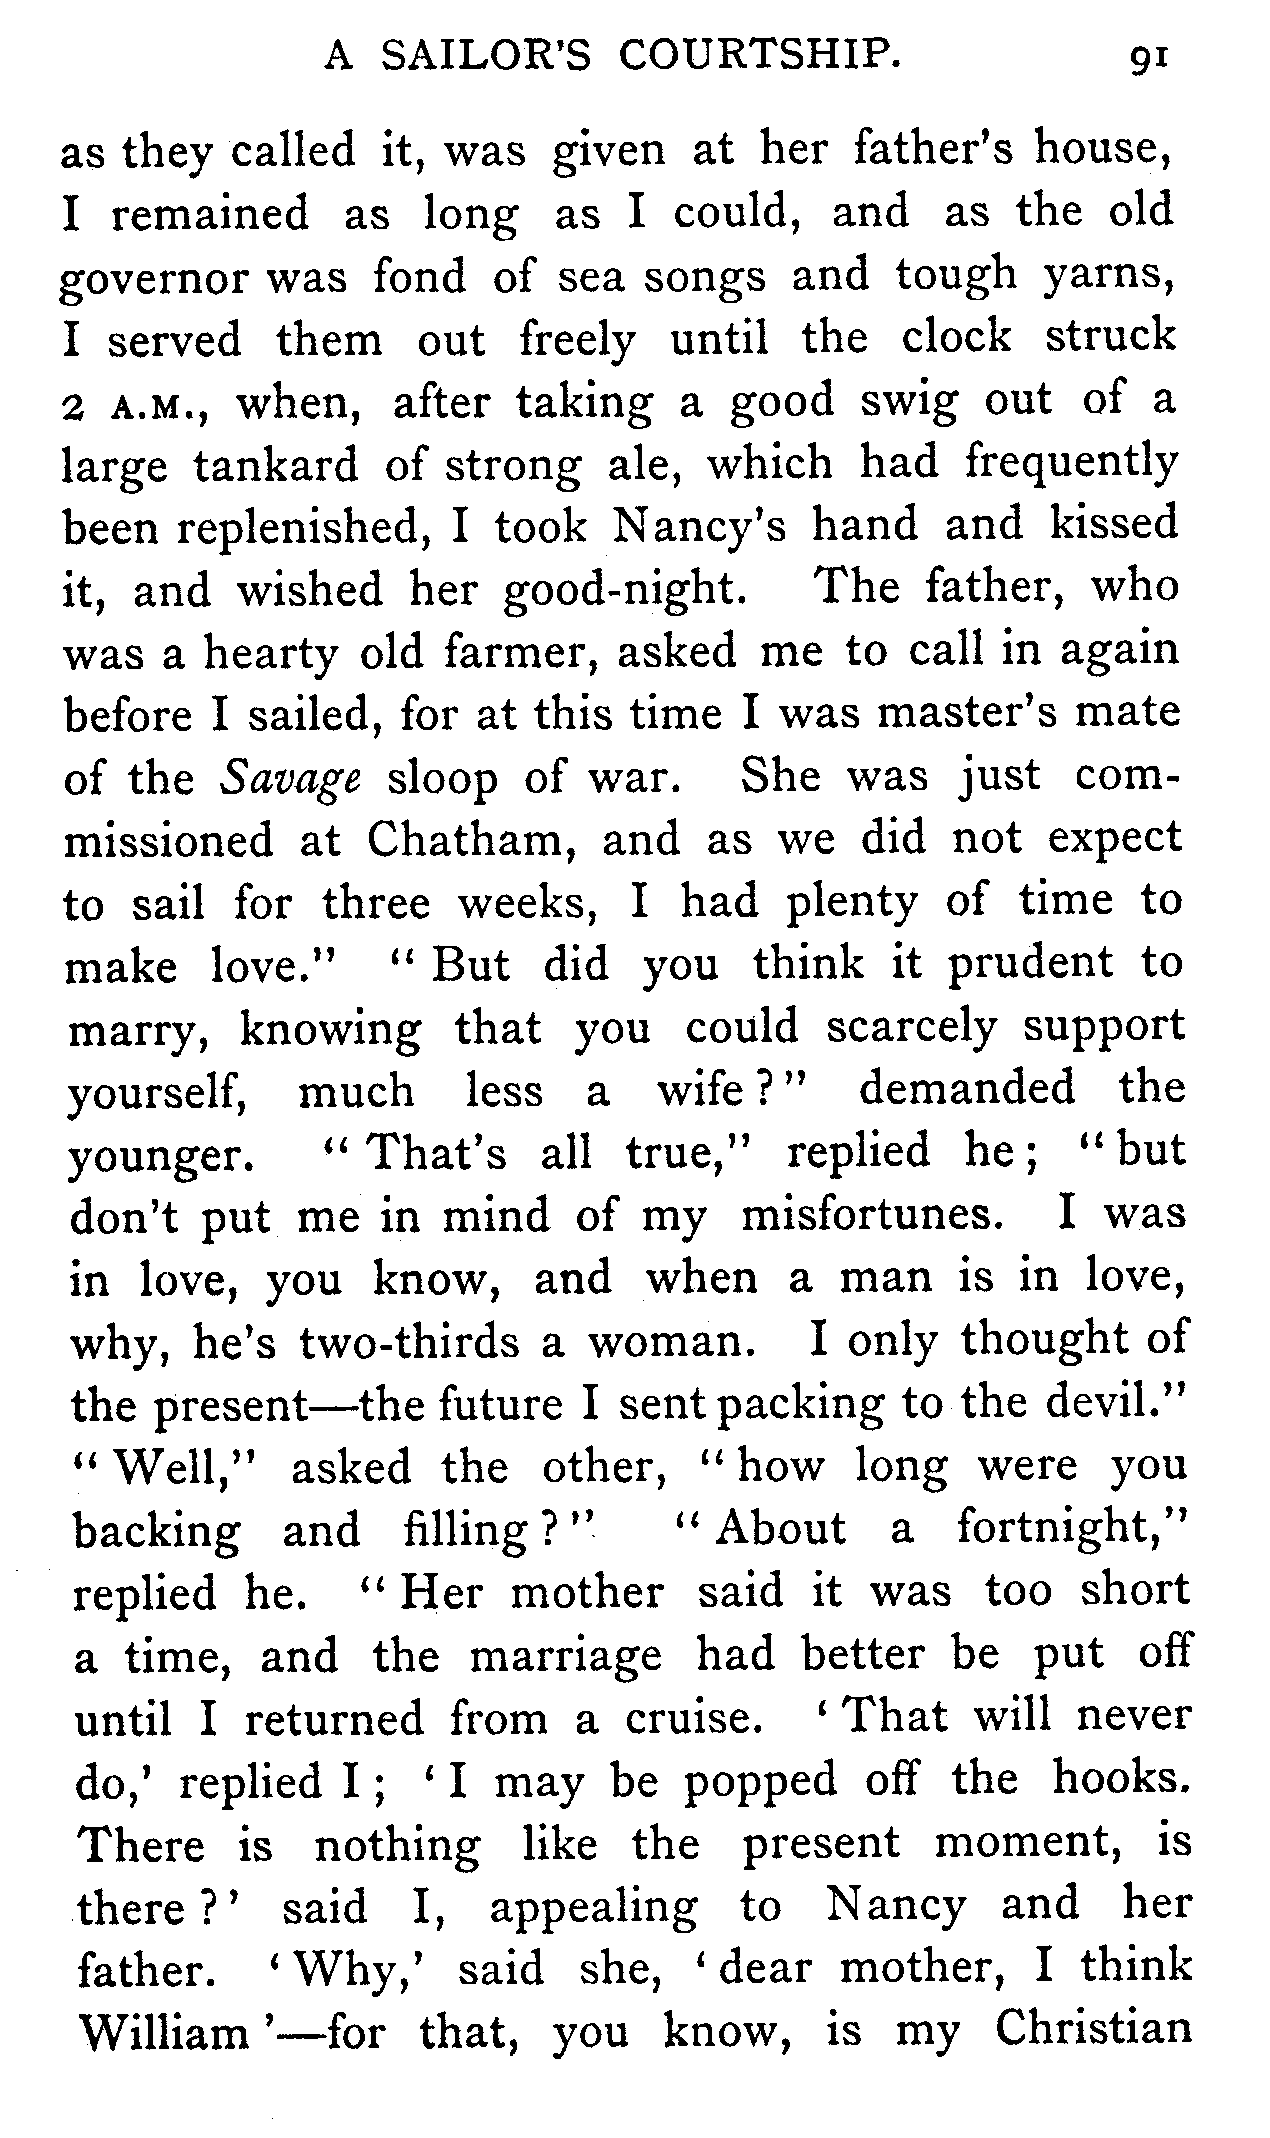 A SAILOR'S COURTSHIP. 91
as they called it, was given at her father's house,
I remained as long as I could, and as the old
governor was fond of sea songs and tough yarns,
I served them out freely until the clock struck
2 A.M., when, after taking a good swig out of a
large tankard of strong ale, which had frequently
been replenished, I took Nancy's hand and kissed
it, and wished her good-night. The father, who
was a hearty old farmer, asked me to call in again
before I sailed, for at this time I was master's mate
of the Savage sloop of war. She was just com-
missioned at Chatham, and as we did not expect
to sail for three weeks, I had plenty of time to
make love." "But did you think it prudent to
marry, knowing that you could scarcely support
yourself, much less a wife?" demanded the
younger. "That's all true," replied he; "but
don't put me in mind of my misfortunes. I was
in love, you know, and when a man is in love,
why, he's two-thirds a woman. I only thought of
the present—the future I sent packing to the devil."
"Well," asked the other, "how long were you
backing and filling?" "About a fortnight,"
replied he. "Her mother said it was too short
a time, and the marriage had better be put off
until I returned from a cruise. 'That will never
do,' replied I; 'I may be popped off the hooks.
There is nothing like the present moment, is
there?' said I, appealing to Nancy and her
father. 'Why,' said she, 'dear mother, I think
William'—for that, you know, is my Christian